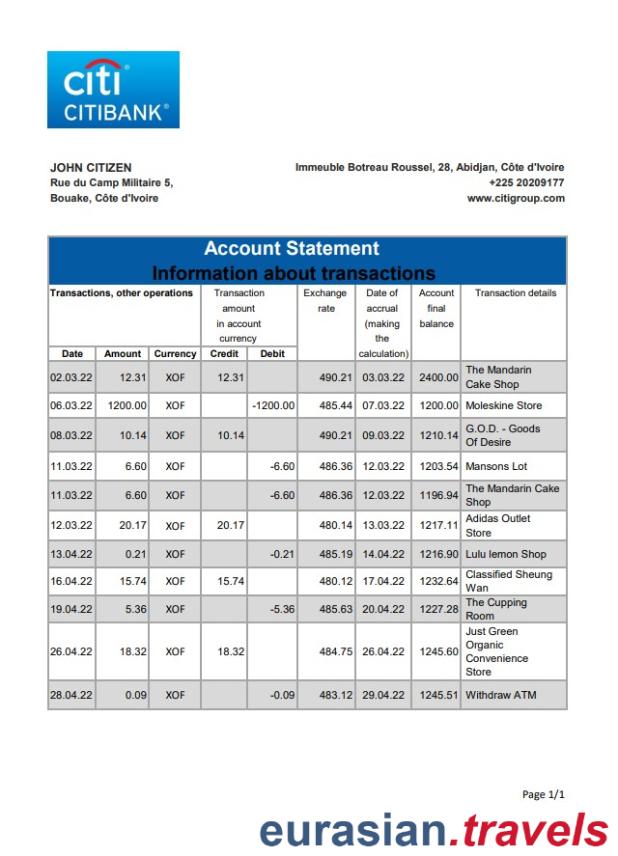 citi
CITIBANK®
JOHN CITIZEN
Rue du Camp Militaire 5,
Bouake, Côte d'Ivoire
Immeuble Botreau Roussel, 28, Abidjan, Côte d'Ivoire
+225 20209177
www.citigroup.com
Account Statement
Information about transactions
Transactions, other operations
Transaction
amount
in account
currency
Exchange
rate
Date of
accrual
(making
the
calculation)
Account
final
balance
Transaction details
Date Amount Currency Credit Debit
02.03.22 12.31 XOF 12.31 490.21 03.03.22 2400.00 The Mandarin
Cake Shop
06.03.22 1200.00 XOF -1200.00 485.44 07.03.22 1200.00 Moleskine Store
08.03.22 10.14 XOF 10.14 490.21 09.03.22 1210.14 G.O.D. - Goods
Of Desire
11.03.22 6.60 XOF -6.60 486.36 12.03.22 1203.54 Mansons Lot
11.03.22 6.60 XOF -6.60 486.36 12.03.22 1196.94 The Mandarin Cake
Shop
12.03.22 20.17 XOF 20.17 480.14 13.03.22 1217.11 Adidas Outlet
Store
13.04.22 0.21 XOF -0.21 485.19 14.04.22 1216.90 Lulu lemon Shop
16.04.22 15.74 XOF 15.74 480.12 17.04.22 1232.64 Classified Sheung
Wan
19.04.22 5.36 XOF -5.36 485.63 20.04.22 1227.28 The Cupping
Room
26.04.22 18.32 XOF 18.32 484.75 26.04.22 1245.60 Just Green
Organic
Convenience
Store
28.04.22 0.09 XOF -0.09 483.12 29.04.22 1245.51 Withdraw ATM
Page 1/1
eurasian.travels